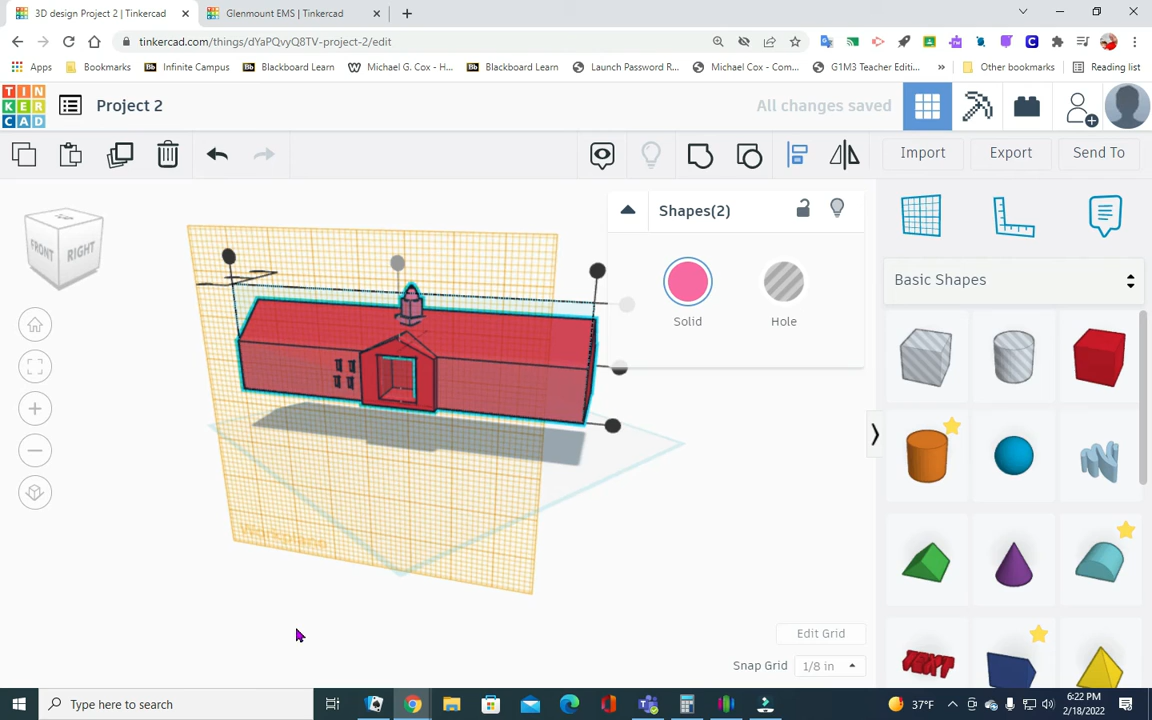 3D design Project 2 | Tinkercad
Glenmount EMS | Tinkercad
tinkercad.com/things/dYaPQvyQ8TV-project-2/edit
Apps
Bookmarks
Infinite Campus
Blackboard Learn
Michael G. Cox - H...
Blackboard Learn
Launch Password R...
Michael Cox - Com...
G1M3 Teacher Editi...
Other bookmarks
Reading list
TIN
KER
CAD
Project 2
All changes saved
Import
Export
Send To
Shapes(2)
Solid
Hole
FRONT
RIGHT
Basic Shapes
Workplane
TEXT
Edit Grid
Snap Grid
1/8 in
Type here to search
37°F
6:22 PM
2/18/2022